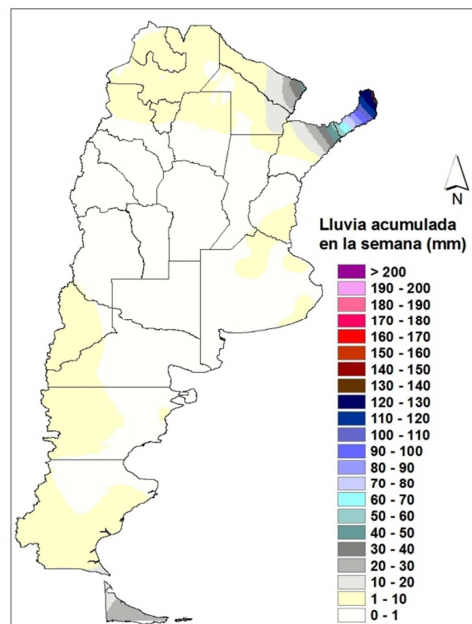 N
Lluvia acumulada
en la semana (mm)
> 200
190 - 200
180 - 190
170 - 180
160 - 170
150 - 160
140 - 150
130 - 140
120 - 130
110 - 120
100 - 110
90 - 100
80 - 90
70 - 80
60 - 70
50 - 60
40 - 50
30 - 40
20 - 30
10 - 20
1 - 10
0 - 1